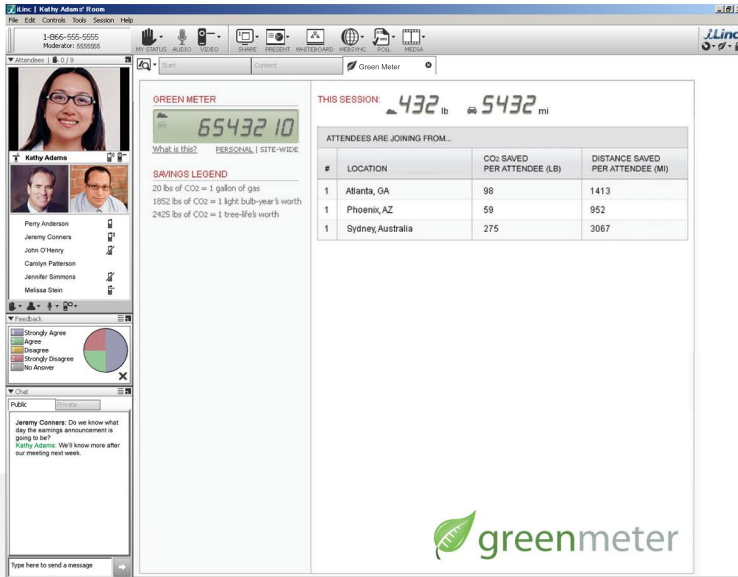 iLinc | Kathy Adams' Room
File Edit Controls Tools Session Help
1-866-555-5555
Moderator: 5555555
MY STATUS AUDIO VIDEO SHARE PRESENT WHITEBOARD WEBSYNC POLL MEDIA
iLinc
Attendees | 0 / 9
Kathy Adams
Perry Anderson
Jeremy Conners
John O'Henry
Carolyn Patterson
Jennifer Simmons
Melissa Stein
Feedback
Strongly Agree
Agree
Disagree
Strongly Disagree
No Answer
Chat
Public Private
Jeremy Conners: Do we know what
day the earnings announcement is
going to be?
Kathy Adams: We'll know more after
our meeting next week.
Type here to send a message
Start Content Green Meter
GREEN METER
6543210
What is this? PERSONAL | SITE-WIDE
SAVINGS LEGEND
20 lbs of CO2 = 1 gallon of gas
1852 lbs of CO2 = 1 light bulb-year's worth
2425 lbs of CO2 = 1 tree-life's worth
THIS SESSION: 432 lb 5432 mi
ATTENDEES ARE JOINING FROM...
# LOCATION CO2 SAVED PER ATTENDEE (LB) DISTANCE SAVED PER ATTENDEE (MI)
1 Atlanta, GA 98 1413
1 Phoenix, AZ 59 952
1 Sydney, Australia 275 3067
greenmeter